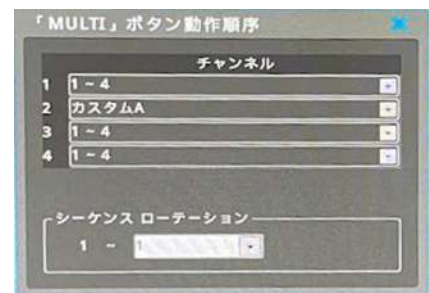 「MULTI」ボタン動作順序
チャンネル
1 1 ~ 4
2 カスタムA
3 1 ~ 4
4 1 ~ 4
シーケンス ローテーション
1 ~ 1